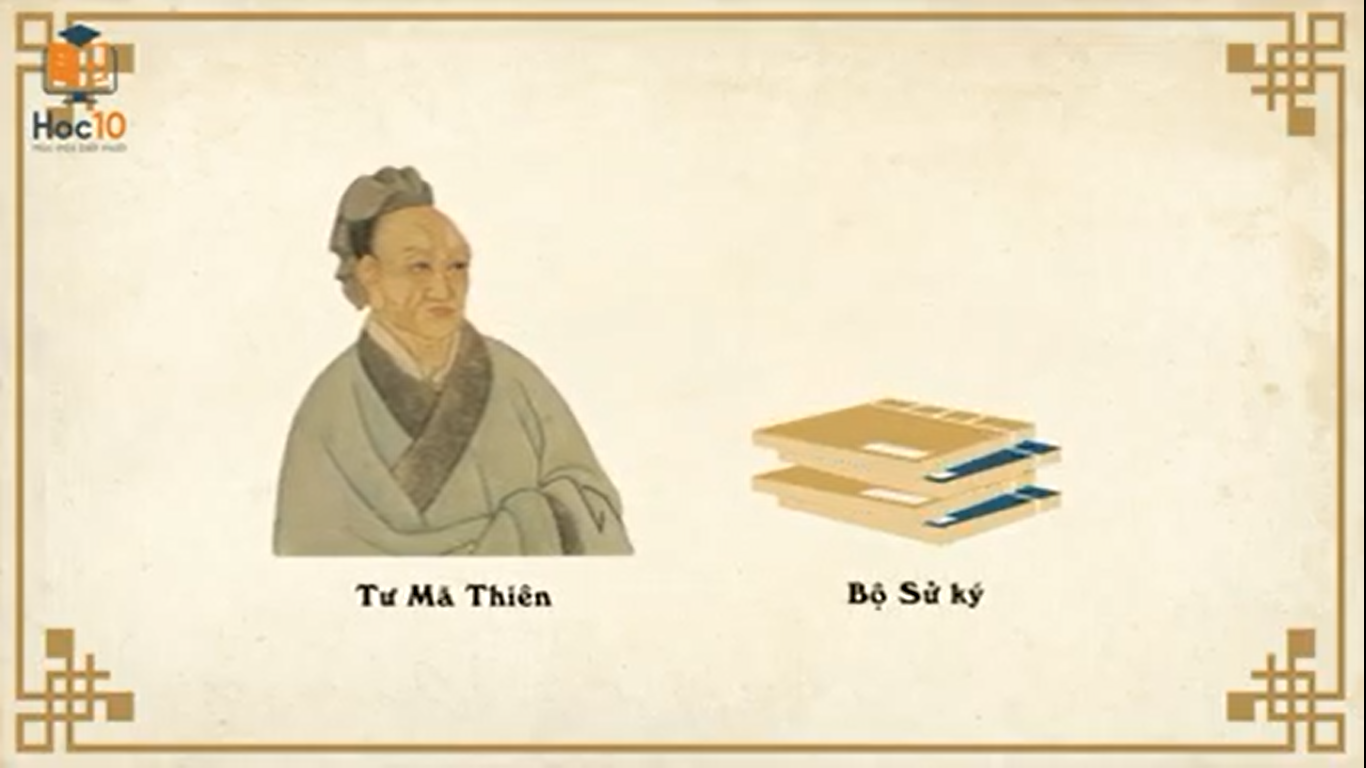 Hoc10
Tư Mã Thiên
Bộ Sử ký